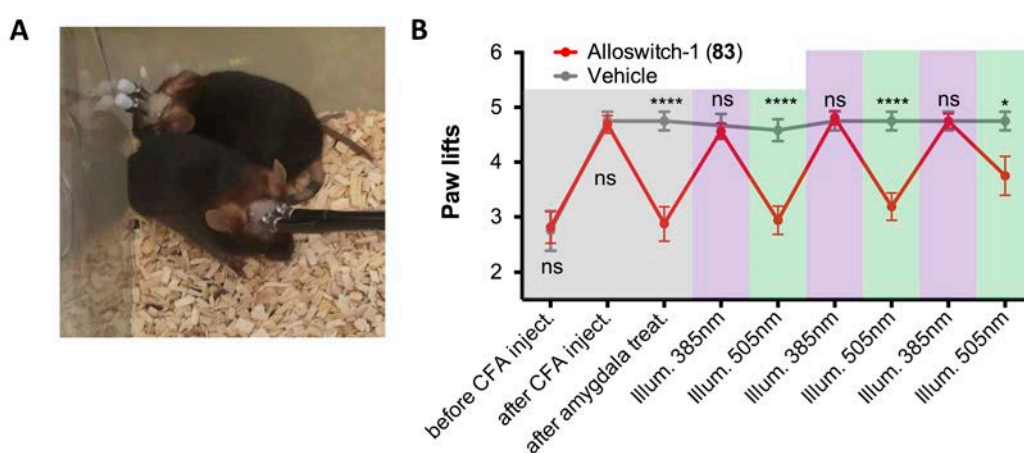 A
B
Alloswitch-1 (83)
Vehicle
Paw lifts
6
5
4
3
2
ns
ns
****
ns
****
ns
****
ns
*
before CFA inject.
after CFA inject.
after amygdala treat.
Illum. 385nm
Illum. 505nm
Illum. 385nm
Illum. 505nm
Illum. 385nm
Illum. 505nm